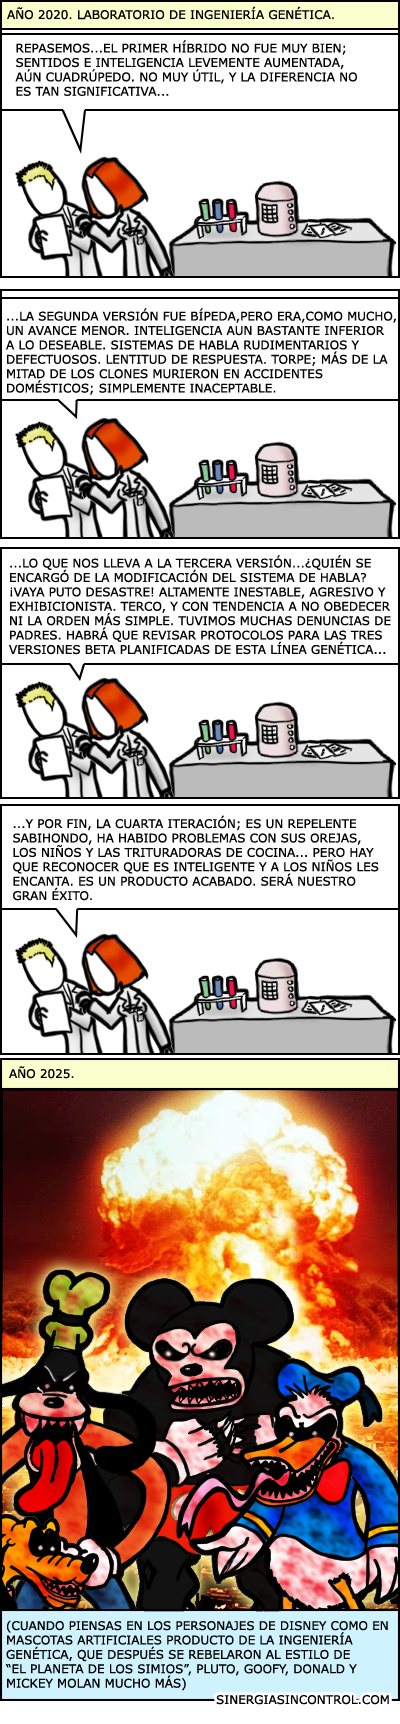 AÑO 2020. LABORATORIO DE INGENIERÍA GENÉTICA.
REPASEMOS...EL PRIMER HÍBRIDO NO FUE MUY BIEN;
SENTIDOS E INTELIGENCIA LEVEMENTE AUMENTADA,
AÚN CUADRÚPEDO. NO MUY ÚTIL, Y LA DIFERENCIA NO
ES TAN SIGNIFICATIVA...
...LA SEGUNDA VERSIÓN FUE BÍPEDA,PERO ERA,COMO MUCHO,
UN AVANCE MENOR. INTELIGENCIA AUN BASTANTE INFERIOR
A LO DESEABLE. SISTEMAS DE HABLA RUDIMENTARIOS Y
DEFECTUOSOS. LENTITUD DE RESPUESTA. TORPE; MÁS DE LA
MITAD DE LOS CLONES MURIERON EN ACCIDENTES
DOMÉSTICOS; SIMPLEMENTE INACEPTABLE.
...LO QUE NOS LLEVA A LA TERCERA VERSIÓN...¿QUIÉN SE
ENCARGÓ DE LA MODIFICACIÓN DEL SISTEMA DE HABLA?
¡VAYA PUTO DESASTRE! ALTAMENTE INESTABLE, AGRESIVO Y
EXHIBICIONISTA. TERCO, Y CON TENDENCIA A NO OBEDECER
NI LA ORDEN MÁS SIMPLE. TUVIMOS MUCHAS DENUNCIAS DE
PADRES. HABRÁ QUE REVISAR PROTOCOLOS PARA LAS TRES
VERSIONES BETA PLANIFICADAS DE ESTA LÍNEA GENÉTICA...
...Y POR FIN, LA CUARTA ITERACIÓN; ES UN REPELENTE
SABIHONDO, HA HABIDO PROBLEMAS CON SUS OREJAS,
LOS NIÑOS Y LAS TRITURADORAS DE COCINA... PERO HAY
QUE RECONOCER QUE ES INTELIGENTE Y A LOS NIÑOS LES
ENCANTA. ES UN PRODUCTO ACABADO. SERÁ NUESTRO
GRAN ÉXITO.
AÑO 2025.
(CUANDO PIENSAS EN LOS PERSONAJES DE DISNEY COMO EN
MASCOTAS ARTIFICIALES PRODUCTO DE LA INGENIERÍA
GENÉTICA, QUE DESPUÉS SE REBELARON AL ESTILO DE
“EL PLANETA DE LOS SIMIOS”, PLUTO, GOOFY, DONALD Y
MICKEY MOLAN MUCHO MÁS)
SINERGIASINCONTROL.COM